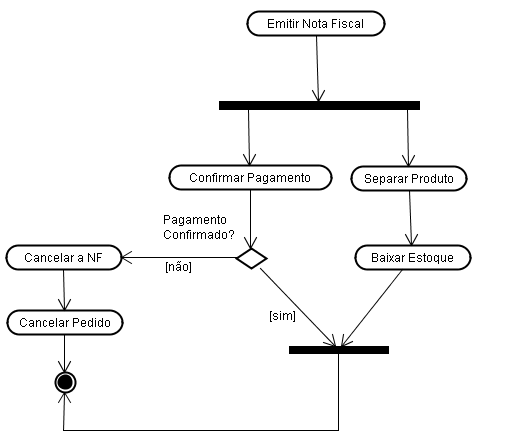 Emitir Nota Fiscal
Confirmar Pagamento
Separar Produto
Pagamento
Confirmado?
Cancelar a NF
[não]
Baixar Estoque
Cancelar Pedido
[sim]